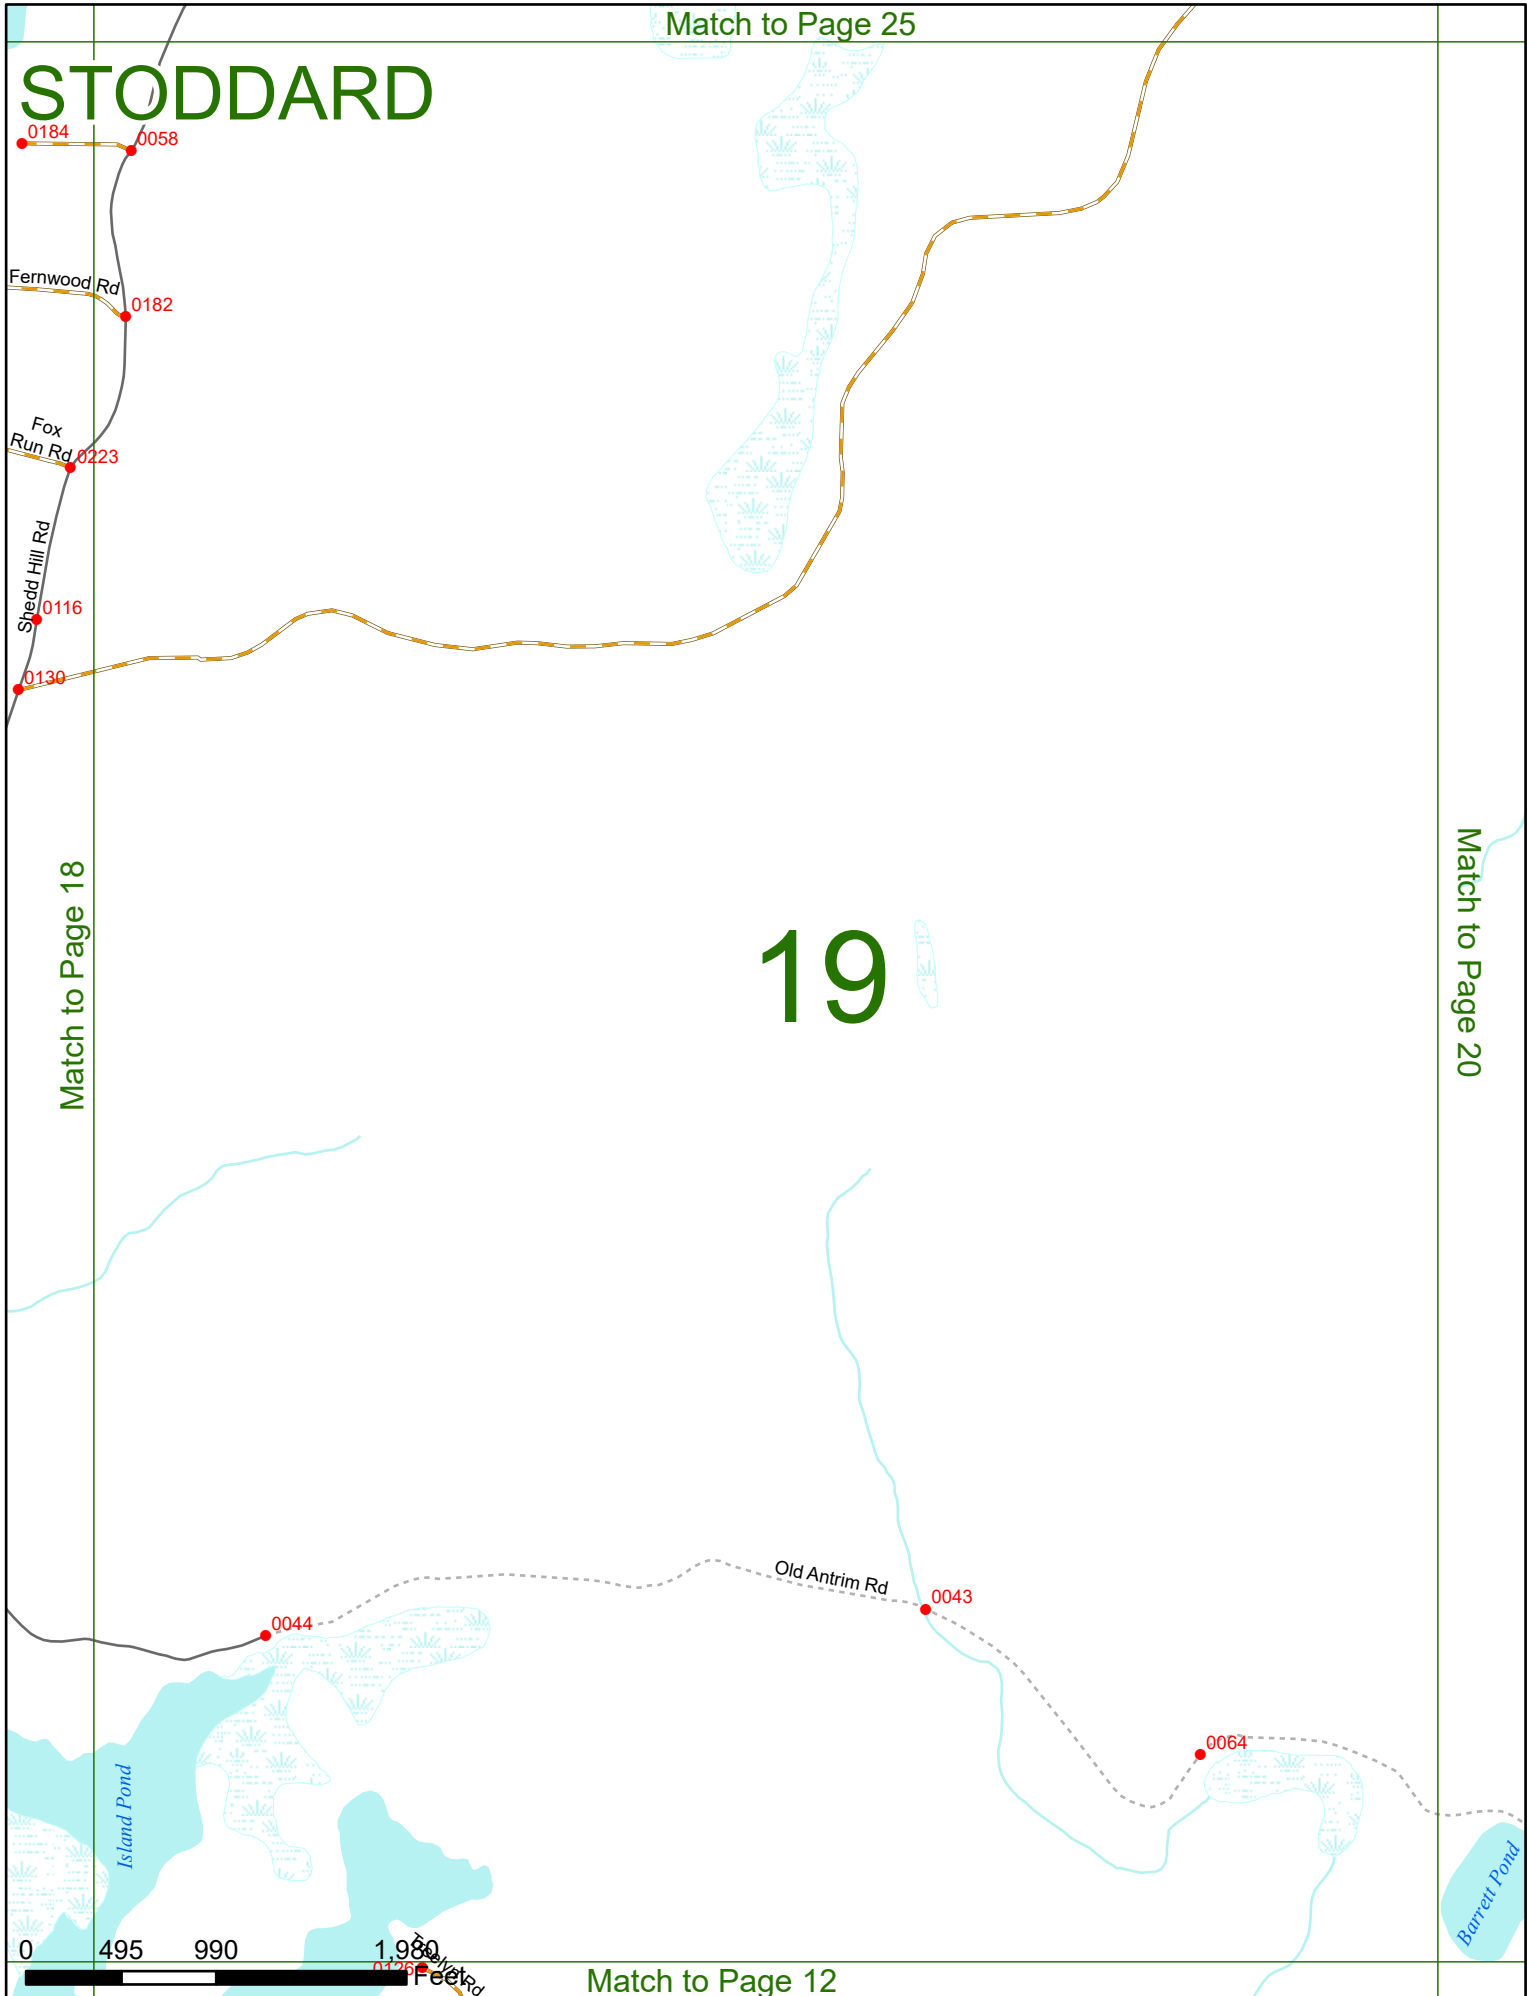 Match to Page 25
STODDARD
0184
0058
Fernwood Rd
0182
Fox
Run Rd
0223
Shedd Hill Rd
0116
0130
Match to Page 18
19
Match to Page 20
Old Antrim Rd
0043
0044
0064
Island Pond
Barrett Pond
0 495 990 1,980
Feet
0126
Rd
Match to Page 12